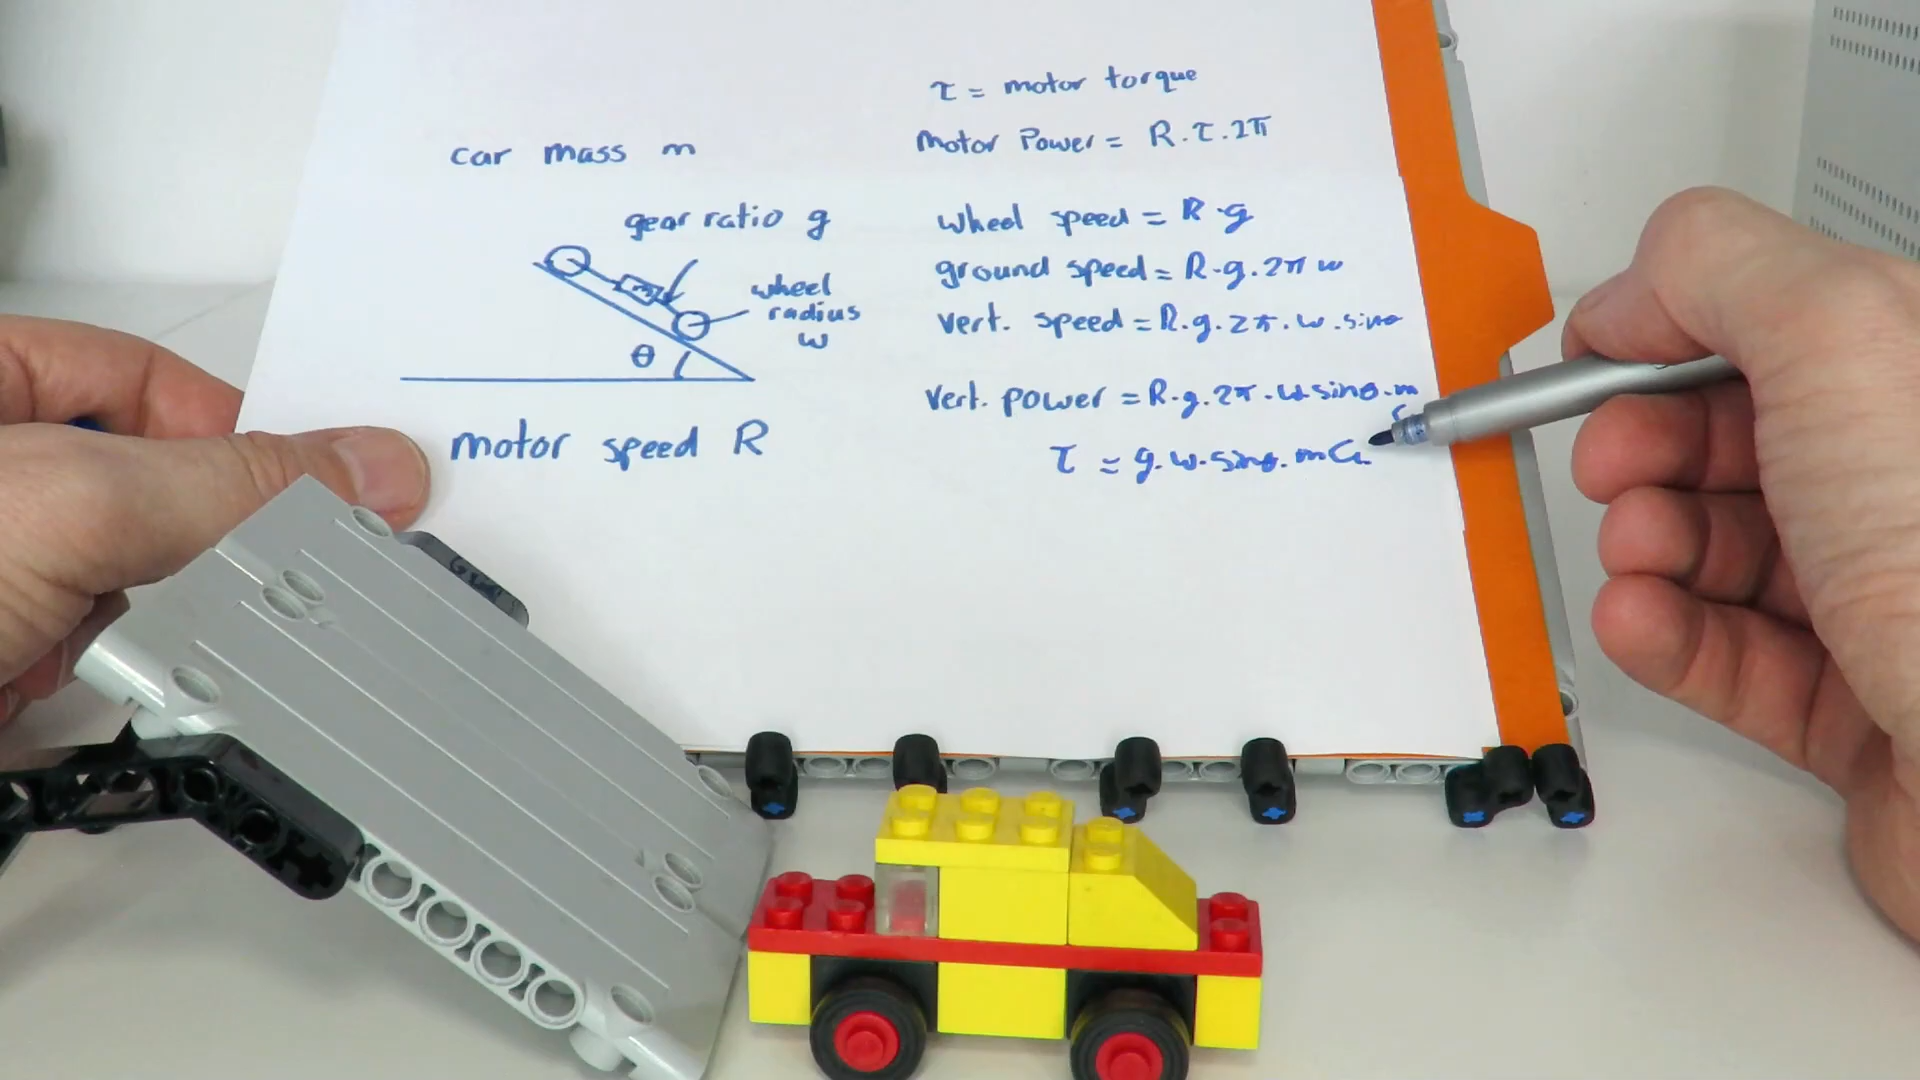 car mass m
gear ratio g
m
wheel
radius
w
θ
motor speed R
τ = motor torque
Motor Power = R.τ.2π
wheel speed = R.g
ground speed = R.g.2π w
vert. speed = R.g.2π.w.sinθ
vert. power = R.g.2π.w.sinθ.m
G
τ = g.w.sinθ.mG